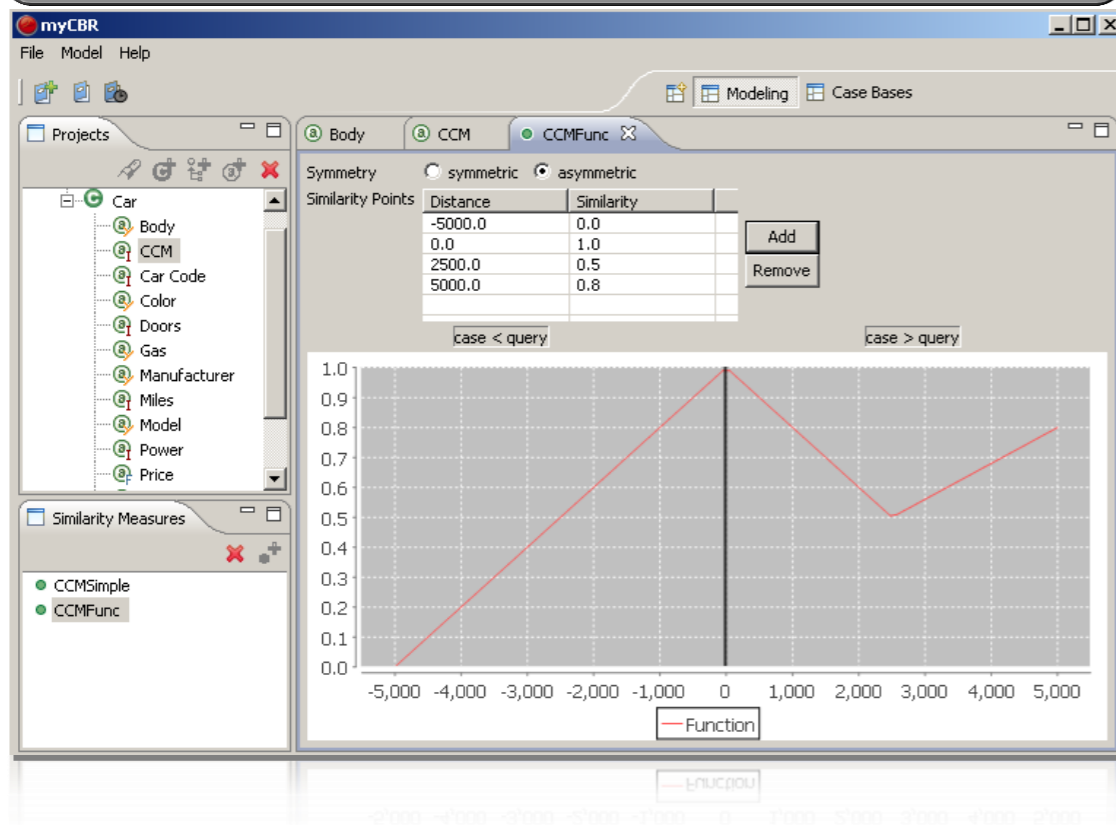 myCBR
File Model Help
Modeling Case Bases
Projects
Car
Body
CCM
Car Code
Color
Doors
Gas
Manufacturer
Miles
Model
Power
Price
Similarity Measures
CCMSimple
CCMFunc
Body CCM CCMFunc
Symmetry symmetric asymmetric
Similarity Points Distance Similarity
-5000.0 0.0
0.0 1.0
2500.0 0.5
5000.0 0.8
Add
Remove
case < query case > query
1.0
0.9
0.8
0.7
0.6
0.5
0.4
0.3
0.2
0.1
0.0
-5,000 -4,000 -3,000 -2,000 -1,000 0 1,000 2,000 3,000 4,000 5,000
Function